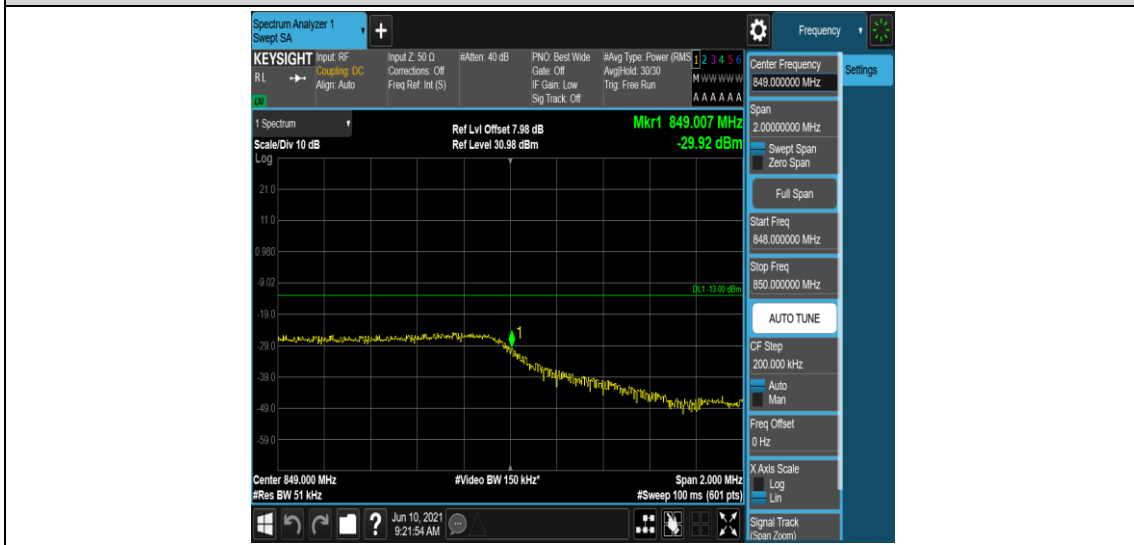 Spectrum Analyzer 1
Swept SA
+
Frequency
KEYSIGHT
RL
Input: RF
Coupling: DC
Align: Auto
Input Z: 50 Ω
Corrections: Off
Freq Ref: Int (S)
#Atten: 40 dB
PNO: Best Wide
Gate: Off
IF Gain: Low
Sig Track: Off
#Avg Type: Power (RMS
Avg|Hold: 30/30
Trig: Free Run
1 2 3 4 5 6
M W W W W W
A A A A A A
1 Spectrum
Scale/Div 10 dB
Log
Ref Lvl Offset 7.98 dB
Ref Level 30.98 dBm
Mkr1 849.007 MHz
-29.92 dBm
21.0
11.0
0.980
-9.02
DL1 -13.00 dBm
-19.0
1
-29.0
-39.0
-49.0
-59.0
Center 849.000 MHz
#Res BW 51 kHz
#Video BW 150 kHz*
Span 2.000 MHz
#Sweep 100 ms (601 pts)
Center Frequency
849.000000 MHz
Settings
Span
2.00000000 MHz
Swept Span
Zero Span
Full Span
Start Freq
848.000000 MHz
Stop Freq
850.000000 MHz
AUTO TUNE
CF Step
200.000 kHz
Auto
Man
Freq Offset
0 Hz
X Axis Scale
Log
Lin
Signal Track
(Span Zoom)
?
Jun 10, 2021
9:21:54 AM